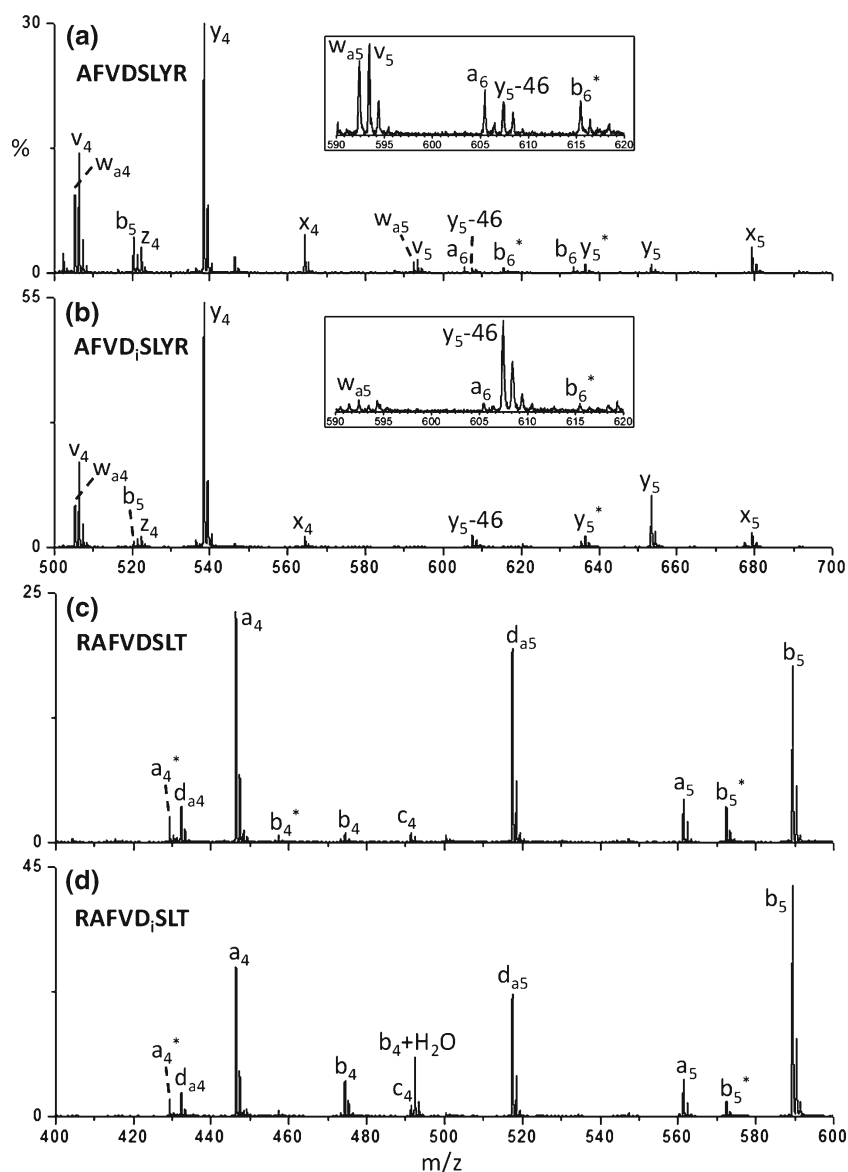 30
%
0
(a)
AFVDSLYR
y4
v4
wa4
b5
z4
x4
wa5
v5
a6
y5-46
b6*
b6
y5*
y5
x5
wa5
v5
a6
y5-46
b6*
590 595 600 605 610 615 620
55
0
(b)
AFVDiSLYR
y4
v4
wa4
b5
z4
x4
y5-46
y5*
y5
x5
y5-46
wa5
a6
b6*
590 595 600 605 610 615 620
500 520 540 560 580 600 620 640 660 680 700
25
0
(c)
RAFVDSLT
a4*
da4
a4
b4*
b4
c4
da5
a5
b5*
b5
45
0
(d)
RAFVDiSLT
a4*
da4
a4
b4
b4+H2O
c4
da5
a5
b5*
b5
400 420 440 460 480 500 520 540 560 580 600
m/z